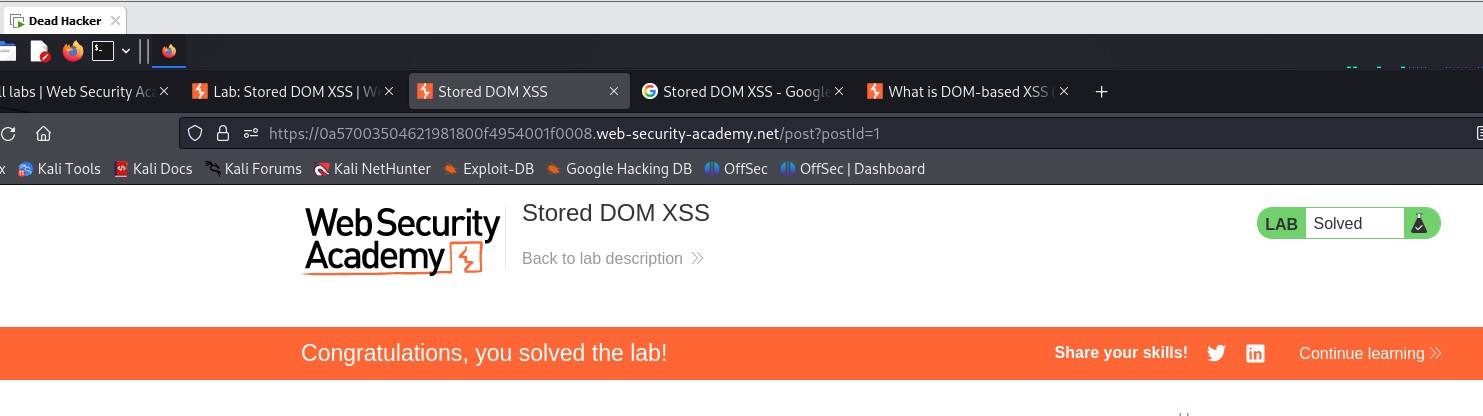 Dead Hacker
ll labs | Web Security Ac
Lab: Stored DOM XSS | W
Stored DOM XSS
Stored DOM XSS - Google
What is DOM-based XSS (
https://0a57003504621981800f4954001f0008.web-security-academy.net/post?postId=1
x
Kali Tools
Kali Docs
Kali Forums
Kali NetHunter
Exploit-DB
Google Hacking DB
OffSec
OffSec | Dashboard
Web Security
Academy
Stored DOM XSS
Back to lab description
LAB Solved
Congratulations, you solved the lab!
Share your skills!
Continue learning